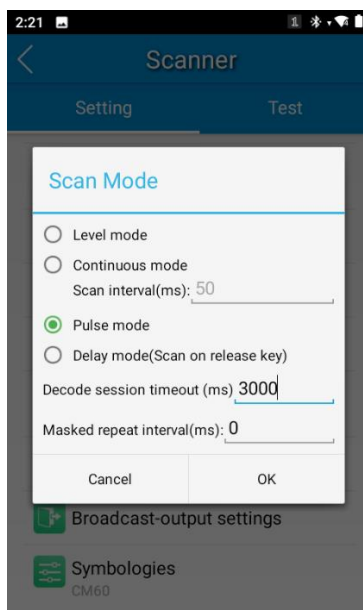 2:21
Scanner
Setting Test
Scan Mode
Level mode
Continuous mode
Scan interval(ms): 50
Pulse mode
Delay mode(Scan on release key)
Decode session timeout (ms) 3000
Masked repeat interval(ms): 0
Cancel OK
Broadcast-output settings
Symbologies
CM60